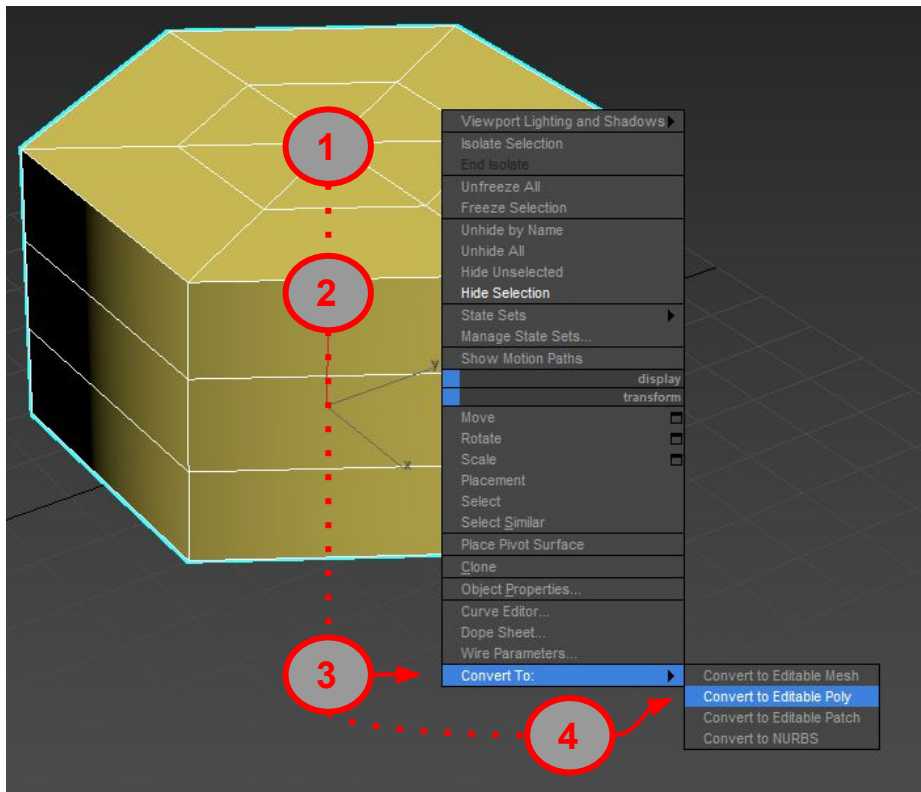 1
Viewport Lighting and Shadows
Isolate Selection
End Isolate
Unfreeze All
Freeze Selection
2
Unhide by Name
Unhide All
Hide Unselected
Hide Selection
State Sets
Manage State Sets...
Show Motion Paths
y
display
transform
Move
Rotate
Scale
x
Placement
Select
Select Similar
Place Pivot Surface
Clone
Object Properties...
Curve Editor...
Dope Sheet...
Wire Parameters...
3
Convert To:
Convert to Editable Mesh
Convert to Editable Poly
Convert to Editable Patch
Convert to NURBS
4